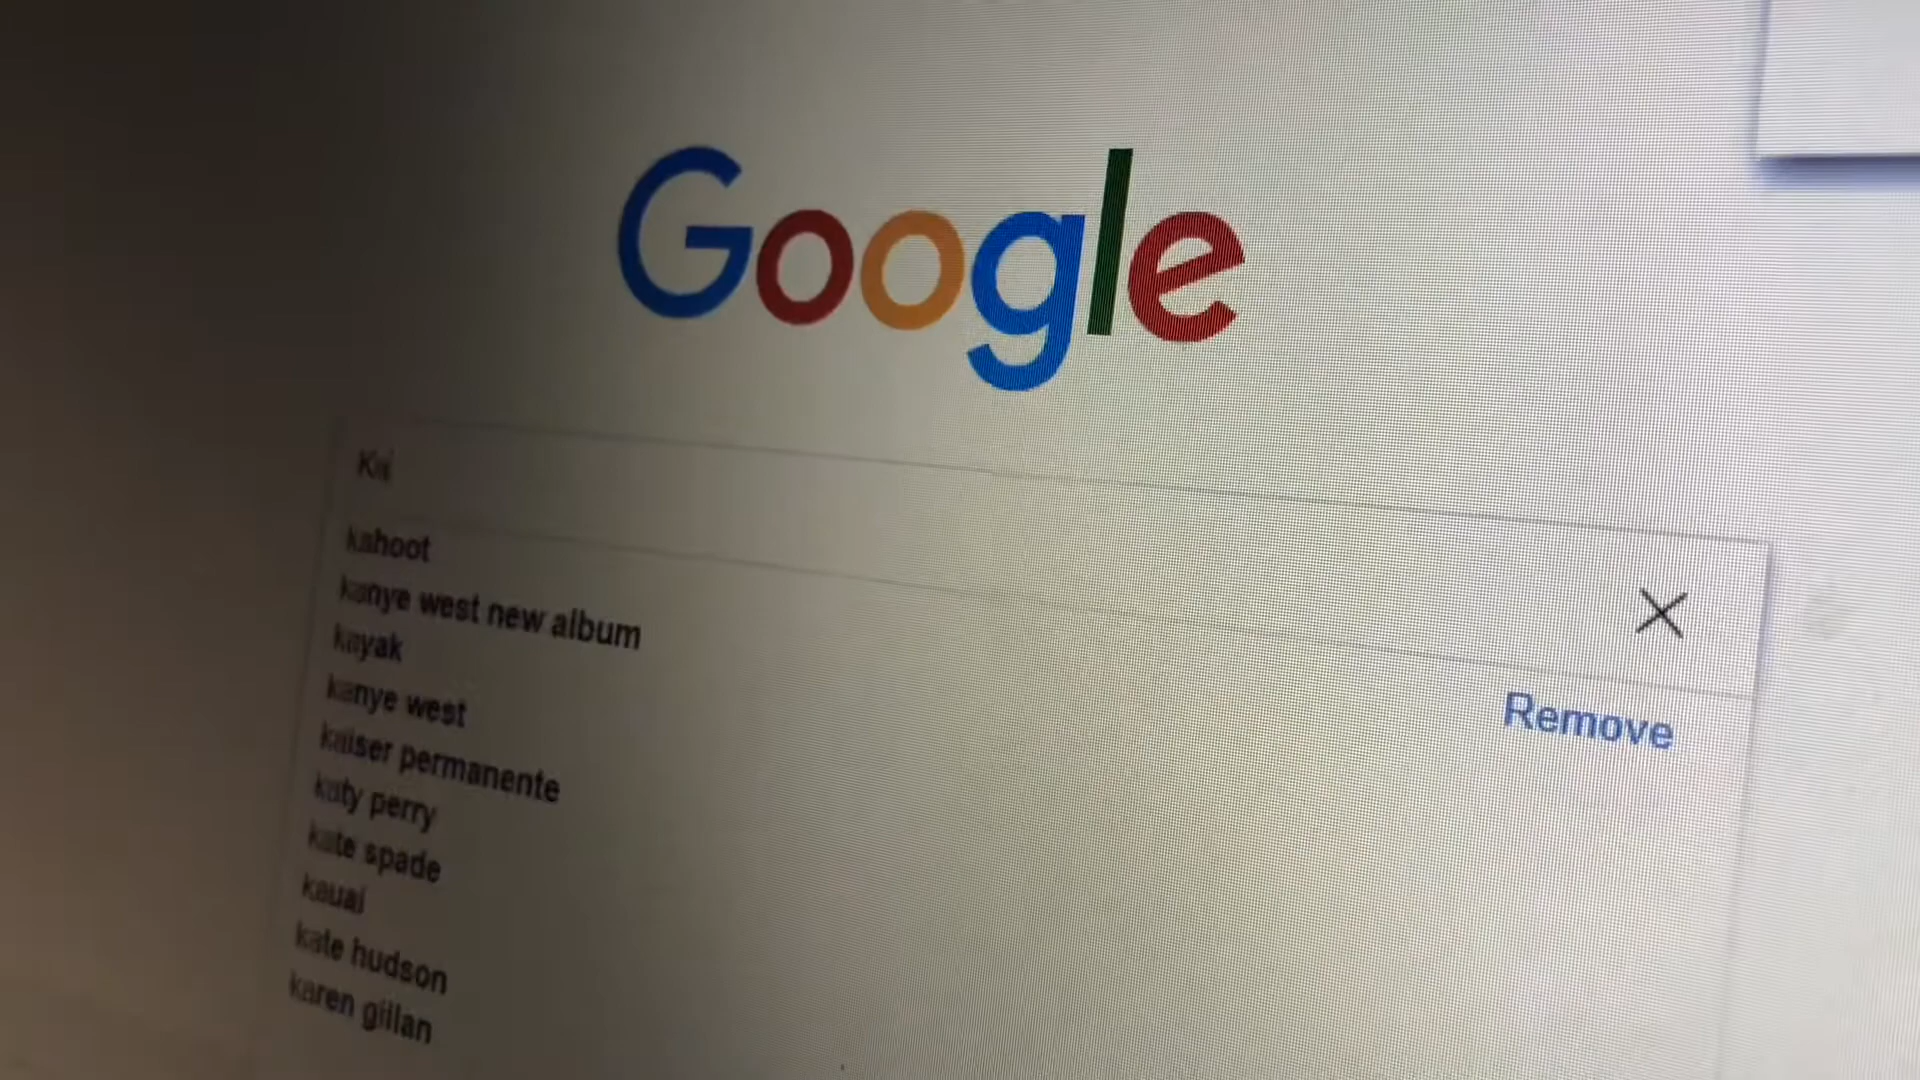 Google
Ka
kahoot
kanye west new album
Remove
kayak
kanye west
kaiser permanente
katy perry
kate spade
kauai
kate hudson
karen gillan